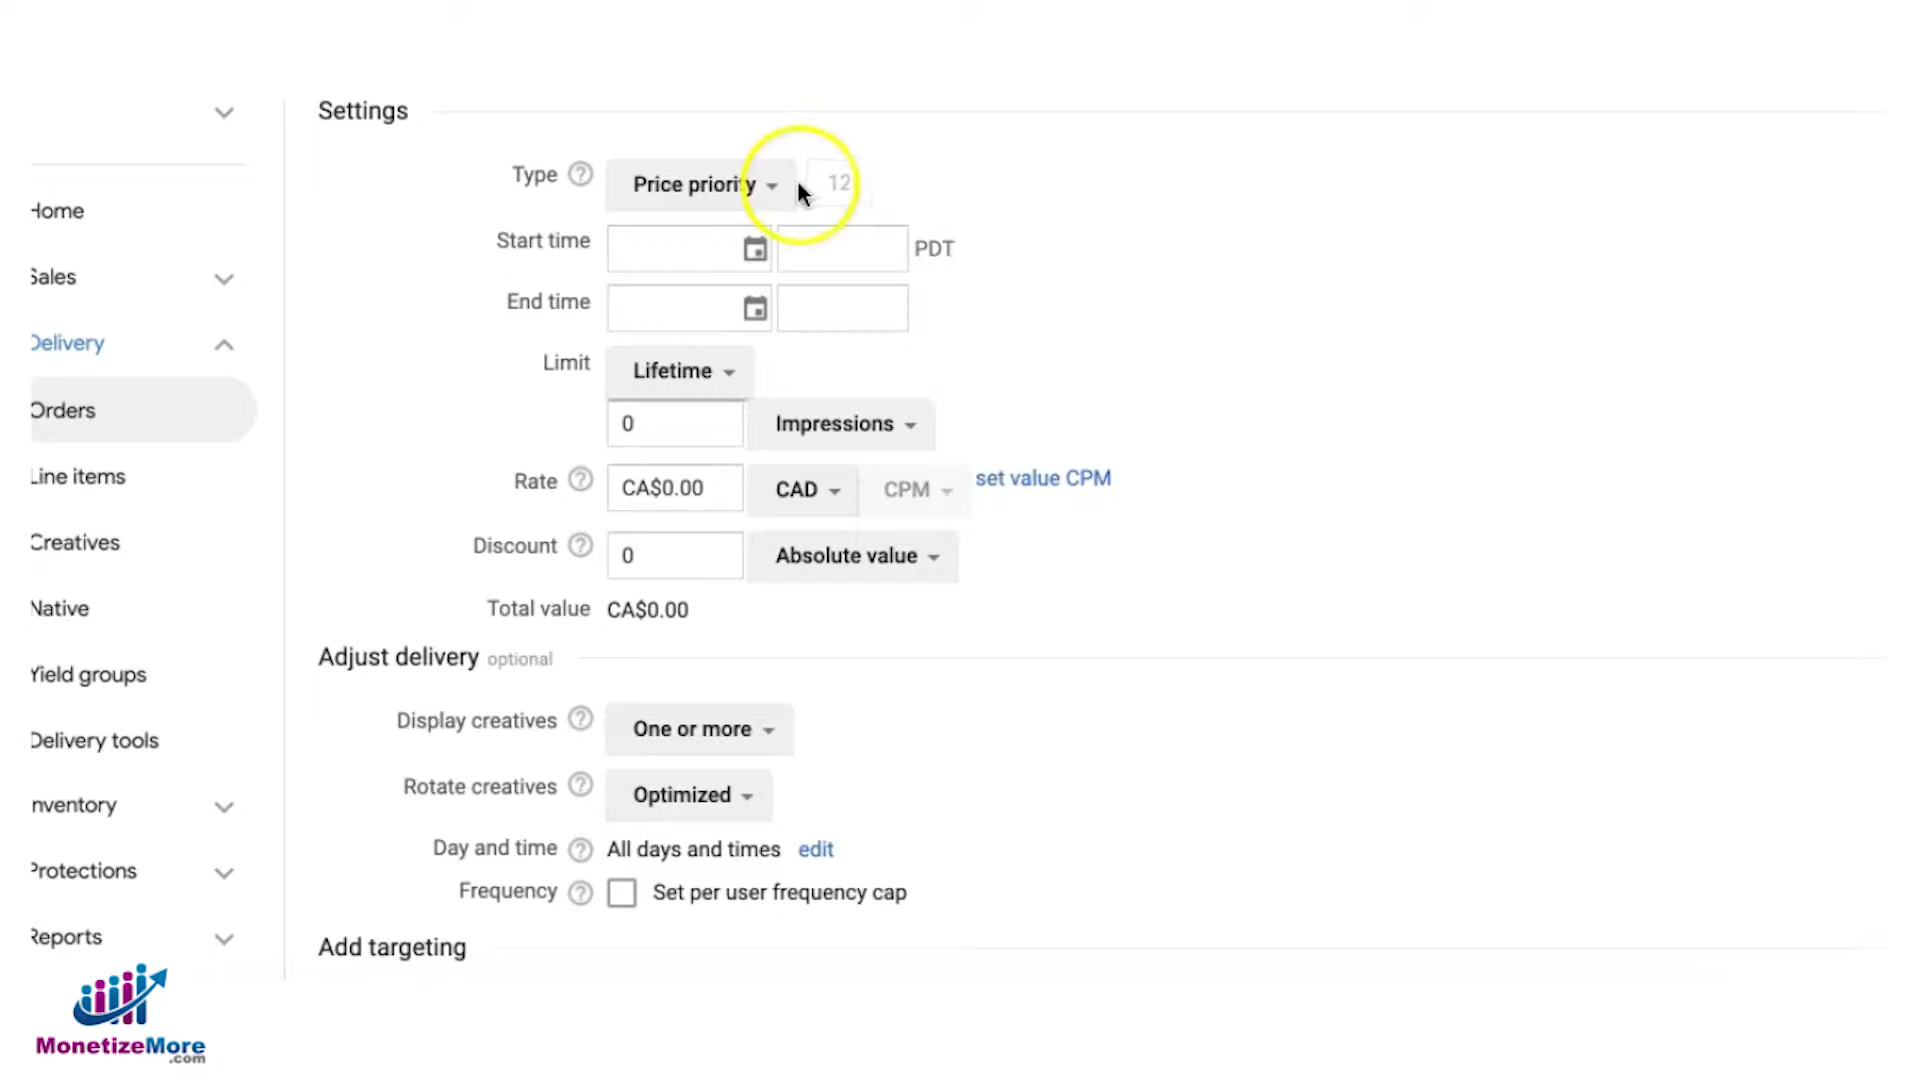 Settings
Type Price priority 12
Start time PDT
End time
Limit Lifetime
0 Impressions
Rate CA$0.00 CAD CPM set value CPM
Discount 0 Absolute value
Total value CA$0.00
Adjust delivery optional
Display creatives One or more
Rotate creatives Optimized
Day and time All days and times edit
Frequency Set per user frequency cap
Add targeting
Home
Sales
Delivery
Orders
Line items
Creatives
Native
Yield groups
Delivery tools
nventory
Protections
Reports
MonetizeMore
.com